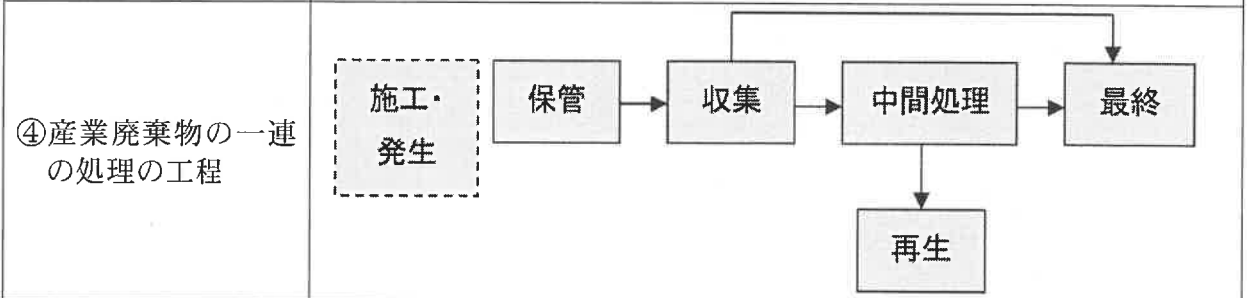 ④産業廃棄物の一連
の処理の工程
施工・
発生
保管
収集
中間処理
最終
再生